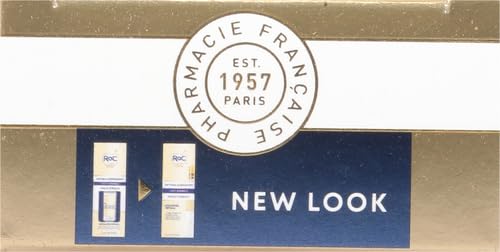 PHARMACIE FRANÇAISE
EST.
1957
PARIS
RoC
RoC
NEW LOOK